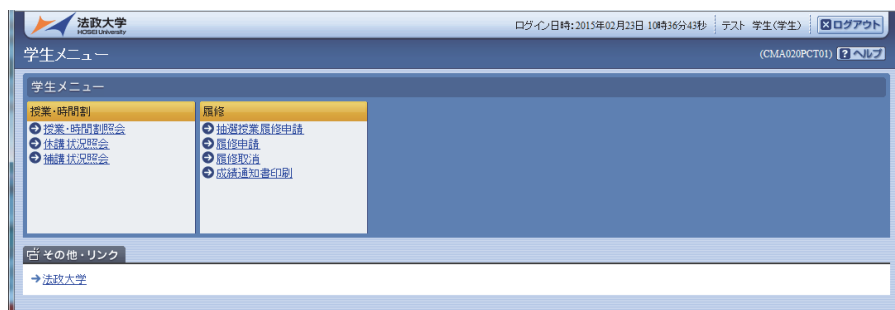 法政大学
HOSEI University
ログイン日時:2015年02月23日 10時36分43秒 テスト 学生(学生) ログアウト
学生メニュー
(CMA020PCT01) ヘルプ
学生メニュー
授業・時間割
授業・時間割照会
休講状況照会
補講状況照会
履修
抽選授業履修申請
履修申請
履修取消
成績通知書印刷
その他・リンク
法政大学